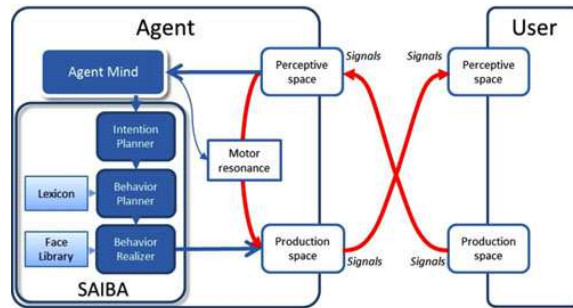 Agent
User
Signals
Signals
Agent Mind
Perceptive
space
Perceptive
space
Intention
Planner
Motor
resonance
Lexicon
Behavior
Planner
Face
Library
Behavior
Realizer
Production
space
Production
space
Signals
Signals
SAIBA